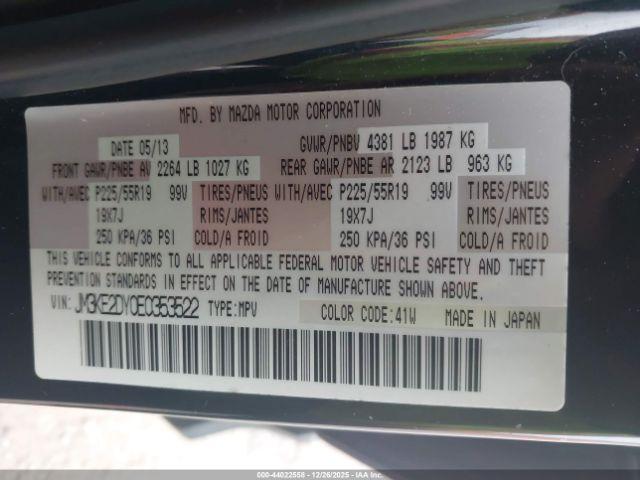 MFD. BY MAZDA MOTOR CORPORATION
DATE 05/13 GVWR/PNBV 4381 LB 1987 KG
FRONT GAWR/PNBE AV 2264 LB 1027 KG REAR GAWR/PNBE AR 2123 LB 963 KG
WITH/AVEC P225/55R19 99V TIRES/PNEUS WITH/AVEC P225/55R19 99V TIRES/PNEUS
19X7J RIMS/JANTES 19X7J RIMS/JANTES
250 KPA/36 PSI COLD/A FROID 250 KPA/36 PSI COLD/A FROID
THIS VEHICLE CONFORMS TO ALL APPLICABLE FEDERAL MOTOR VEHICLE SAFETY AND THEFT
PREVENTION STANDARDS IN EFFECT ON THE DATE OF MANUFACTURE SHOWN ABOVE.
VIN: JM3KE2DY0E0353522 TYPE:MPV COLOR CODE:41W MADE IN JAPAN
000-44022558 - 12/26/2025 - IAA Inc.